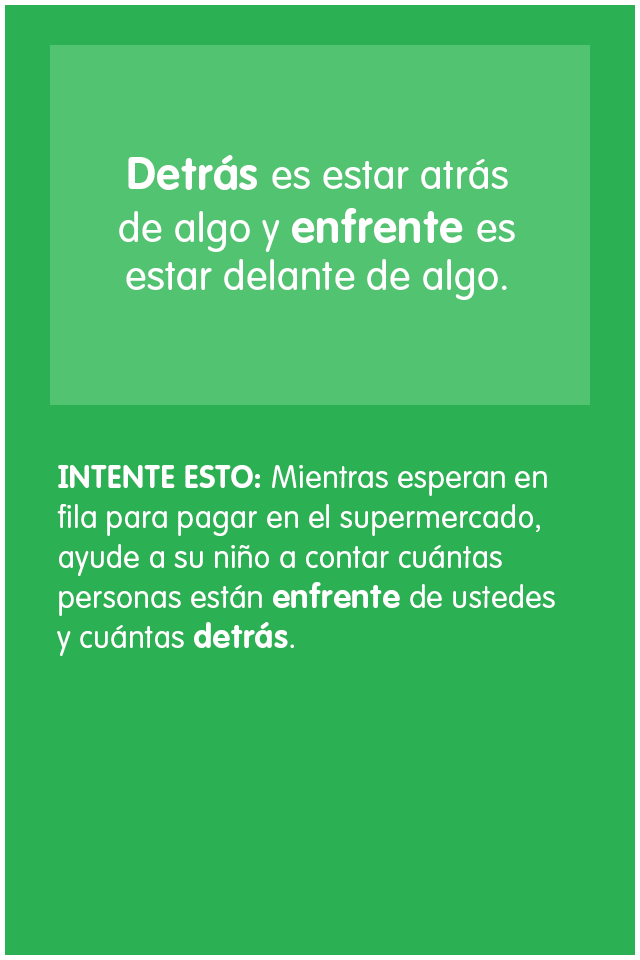 Detrás es estar atrás
de algo y enfrente es
estar delante de algo.
INTENTE ESTO: Mientras esperan en
fila para pagar en el supermercado,
ayude a su niño a contar cuántas
personas están enfrente de ustedes
y cuántas detrás.